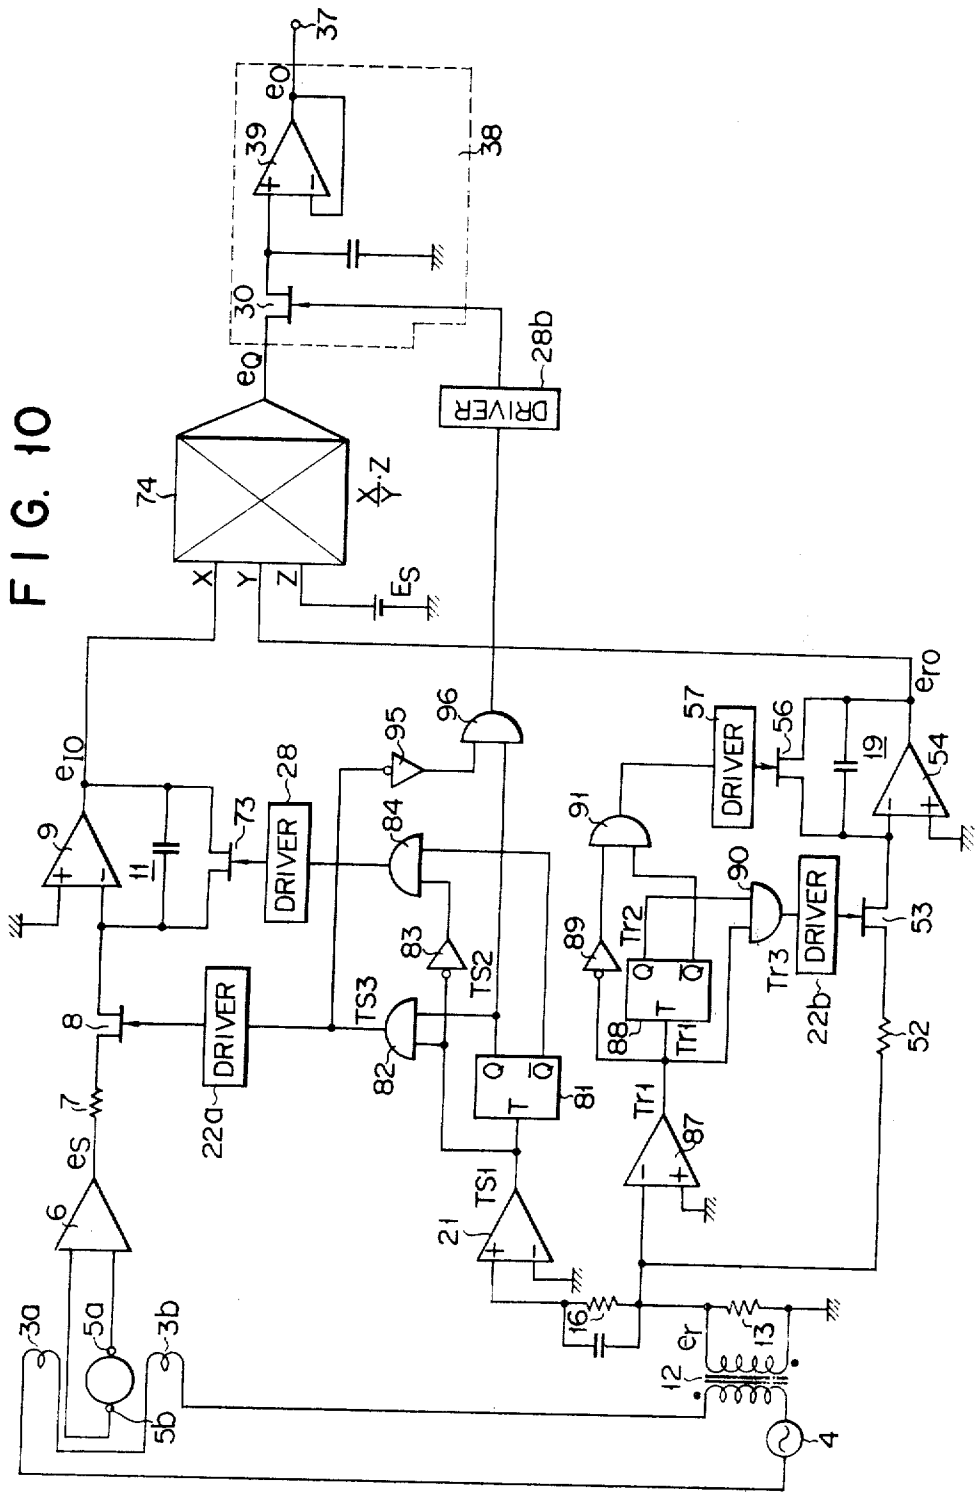 FIG. 10
3a
3b
5a
5b
6
eS
7
8
9
+
−
eIO
11
73
DRIVER
22a
DRIVER
28
TS3
82
83
TS2
84
95
96
T
Q
Q̅
81
TS1
21
+
−
16
er
13
12
4
87
−
+
Tr1
Tr1
T
Q
Q̅
88
89
Tr2
Tr3
90
91
DRIVER
22b
DRIVER
57
56
53
52
19
54
−
+
ero
X
Y
Z
ES
74
X/Y·Z
eQ
DRIVER
28b
30
38
39
+
−
eO
37